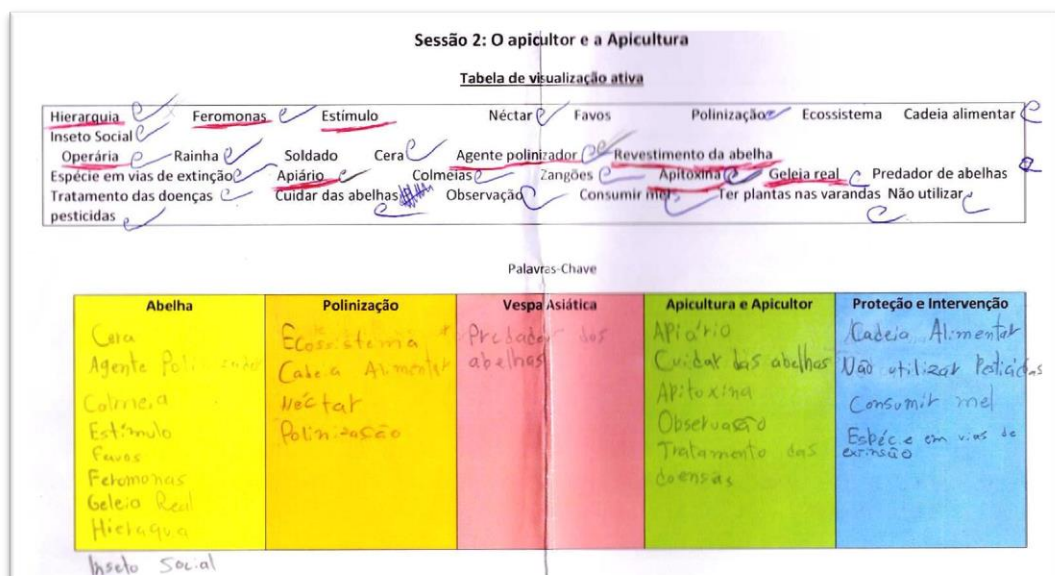 Sessão 2: O apicultor e a Apicultura
Tabela de visualização ativa
Hierarquia Feromonas Estímulo Néctar Favos Polinização Ecossistema Cadeia alimentar
Inseto Social
Operária Rainha Soldado Cera Agente polinizador Revestimento da abelha
Espécie em vias de extinção Apiário Colmeias Zangões Apitoxina Geleia real Predador de abelhas
Tratamento das doenças Cuidar das abelhas Observação Consumir mel Ter plantas nas varandas Não utilizar
pesticidas
Palavras-Chave
Abelha Polinização Vespa Asiática Apicultura e Apicultor Proteção e Intervenção
Cera
Agente Polinizador
Colmeia
Estímulo
Favos
Feromonas
Geleio Real
Hieraquia
Inseto Social
Ecossistema
Cadeia Alimentar
Néctar
Polinização
Predador dos
abelhas
APiário
Cuidar das abelhas
Apitoxina
Observação
Tratamento das
doensas
Cadeia Alimentar
Não utilizar Pesticidas
Consumir mel
Espécie em vias de
extinsão